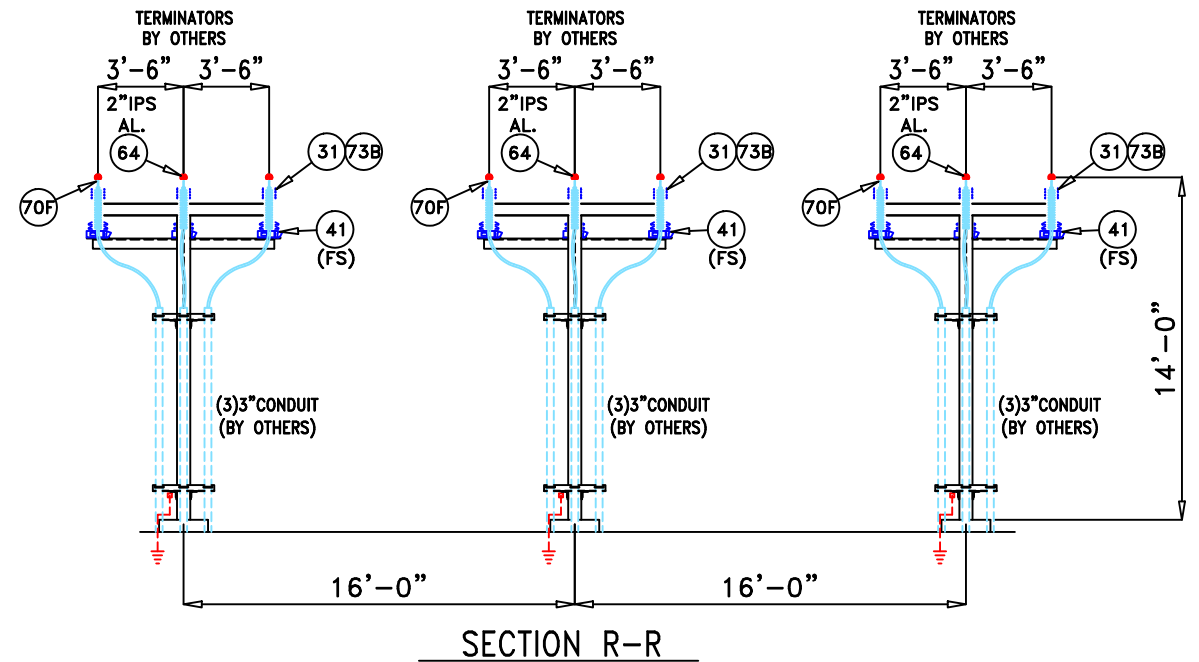 TERMINATORS
BY OTHERS
TERMINATORS
BY OTHERS
TERMINATORS
BY OTHERS
3'-6" 3'-6"
3'-6" 3'-6"
3'-6" 3'-6"
2"IPS
AL.
2"IPS
AL.
2"IPS
AL.
64 31 73B
64 31 73B
64 31 73B
70F
70F
70F
41
(FS)
41
(FS)
41
(FS)
14'-0"
(3)3"CONDUIT
(BY OTHERS)
(3)3"CONDUIT
(BY OTHERS)
(3)3"CONDUIT
(BY OTHERS)
16'-0" 16'-0"
SECTION R-R